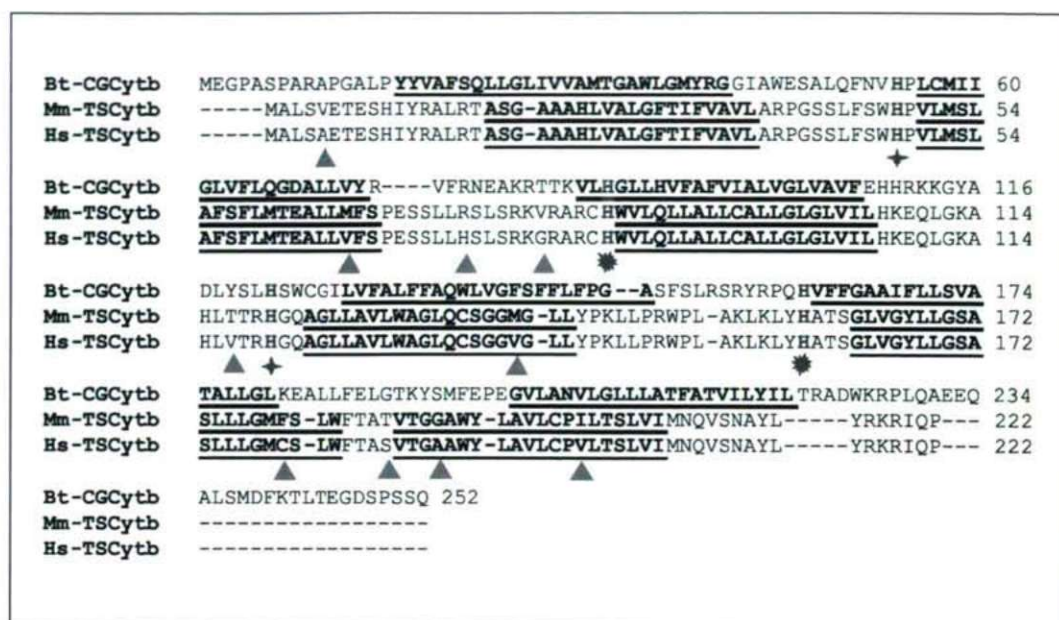 Bt-CGCytb MEGPASPARAPGALPYYVAFSQLLGLIVVAMTGAWLGMYRGGIAWESALQFNVHPLCMII 60
Mm-TSCytb -----MALSVETESHIYRALRTASG-AAAHLVALGFTIFVAVLARPGSSLFSWHPVLMSL 54
Hs-TSCytb -----MALSAETESHIYRALRTASG-AAAHLVALGFTIFVAVLARPGSSLFSWHPVLMSL 54
Bt-CGCytb GLVFLQGDALLVYR----VFRNEAKRTTKVLHGLLHVFAFVIALVGLVAVFEHHRKKGYA 116
Mm-TSCytb AFSFLMTEALLMFSPESSLLRSLSRKVRARCHWVLQLLALLCALLGLGLVILHKEQLGKA 114
Hs-TSCytb AFSFLMTEALLVFSPESSLLHSLSRKGRARCHWVLQLLALLCALLGLGLVILHKEQLGKA 114
Bt-CGCytb DLYSLHSWCGILVFALFFAQWLVGFSFFLFPG--ASFSLRSRYRPQHVFFGAAIFLLSVA 174
Mm-TSCytb HLTTRHGQAGLLAVLWAGLQCSGGMG-LLYPKLLPRWPL-AKLKLYHATSGLVGYLLGSA 172
Hs-TSCytb HLVTRHGQAGLLAVLWAGLQCSGGVG-LLYPKLLPRWPL-AKLKLYHATSGLVGYLLGSA 172
Bt-CGCytb TALLGLKEALLFELGTKYSMFEPEGVLANVLGLLLATFATVILYILTRADWKRPLQAEEQ 234
Mm-TSCytb SLLLGMFS-LWFTATVTGGAWY-LAVLCPILTSLVIMNQVSNAYL-----YRKRIQP--- 222
Hs-TSCytb SLLLGMCS-LWFTASVTGAAWY-LAVLCPVLTSLVIMNQVSNAYL-----YRKRIQP--- 222
Bt-CGCytb ALSMDFKTLTEGDSPSSQ 252
Mm-TSCytb ------------------
Hs-TSCytb ------------------